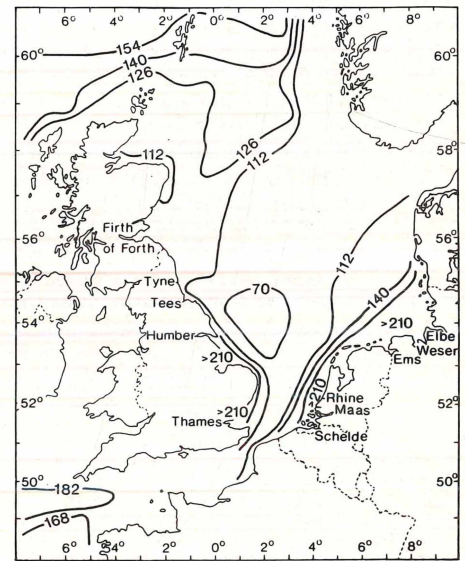 6° 4° 2° 0° 2° 4° 6° 8°
154
60° 140 60°
126
126
58°
112
112
Firth
56° of Forth 56°
112
Tyne
Tees
70
140
54° >210 54°
Humber
Elbe
Weser
>210
Ems
>210
52° >210 Rhine 52°
Maas
Thames
Schelde
50° 50°
182
168
6° 2° 0° 2° 4° 6° 8°